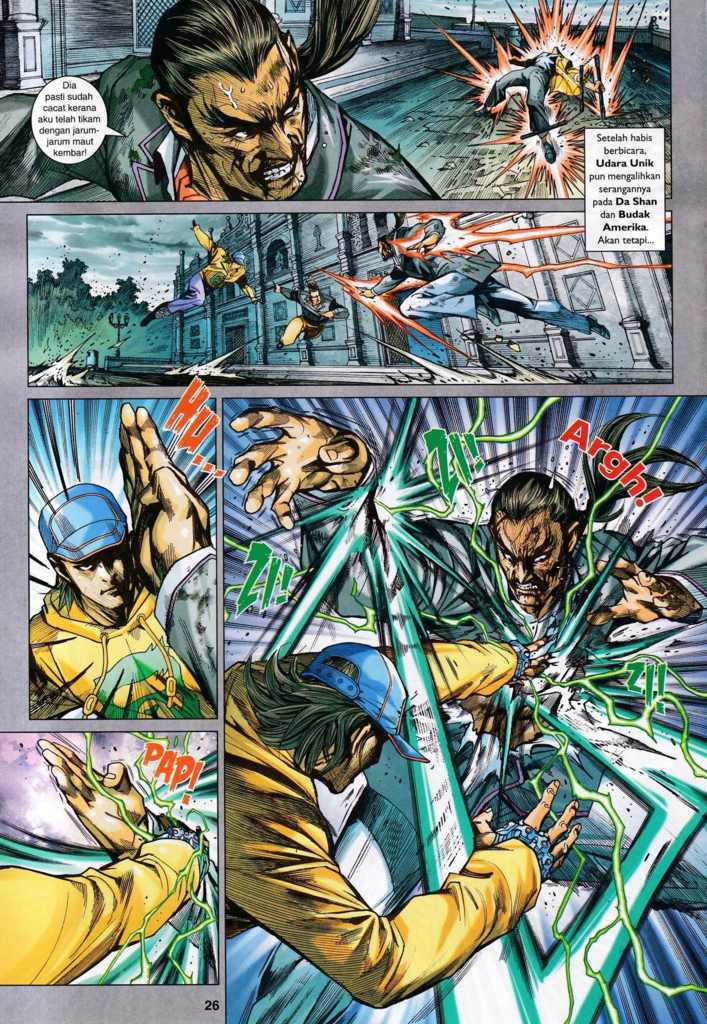 Dia
pasti sudah
cacat kerana
aku telah tikam
dengan jarum-
jarum maut
kembar!
Setelah habis
berbicara,
Udara Unik
pun mengalihkan
serangannya
pada Da Shan
dan Budak
Amerika.
Akan tetapi...
HU...
ZI!!
Argh!
ZI!!
ZI!!
PAP!
26